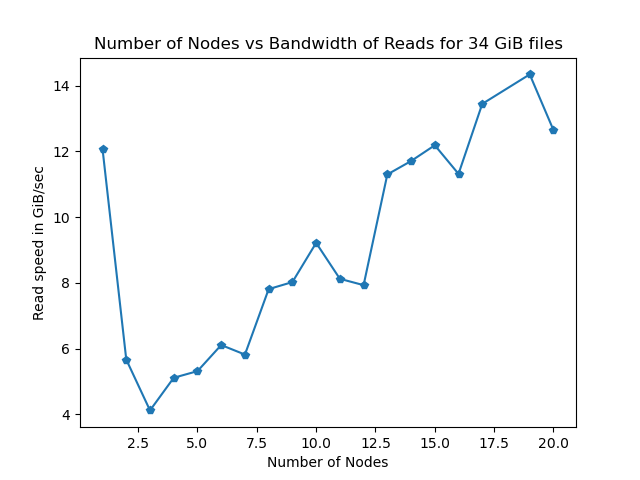 Number of Nodes vs Bandwidth of Reads for 34 GiB files
Read speed in GiB/sec
14
12
10
8
6
4
2.5 5.0 7.5 10.0 12.5 15.0 17.5 20.0
Number of Nodes